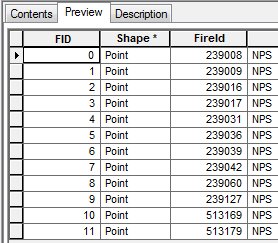 Contents Preview Description
FID Shape * FireId
0 Point 239008 NPS
1 Point 239009 NPS
2 Point 239016 NPS
3 Point 239017 NPS
4 Point 239031 NPS
5 Point 239036 NPS
6 Point 239039 NPS
7 Point 239042 NPS
8 Point 239060 NPS
9 Point 239127 NPS
10 Point 513169 NPS
11 Point 513179 NPS